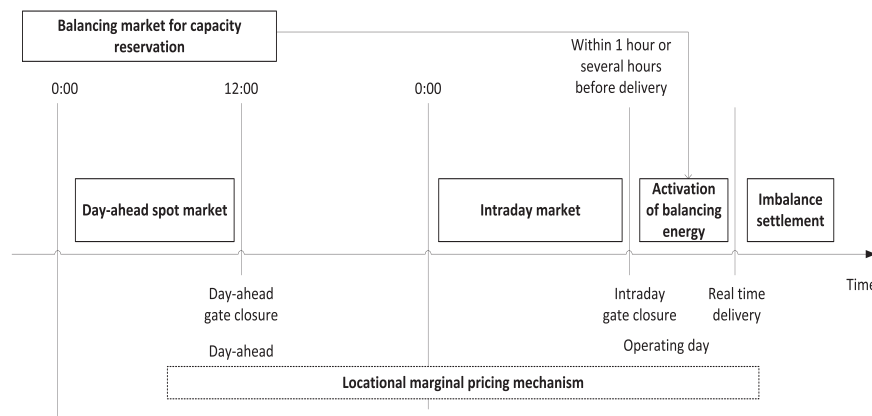 Balancing market for capacity
reservation
Within 1 hour or
several hours
before delivery
0:00
12:00
0:00
Day-ahead spot market
Intraday market
Activation
of balancing
energy
Imbalance
settlement
Time
Day-ahead
gate closure
Intraday
gate closure
Real time
delivery
Day-ahead
Operating day
Locational marginal pricing mechanism